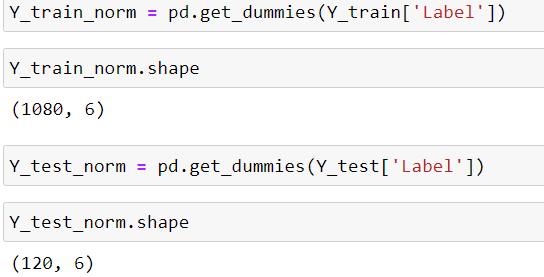 Y_train_norm = pd.get_dummies(Y_train['Label'])
Y_train_norm.shape
(1080, 6)
Y_test_norm = pd.get_dummies(Y_test['Label'])
Y_test_norm.shape
(120, 6)